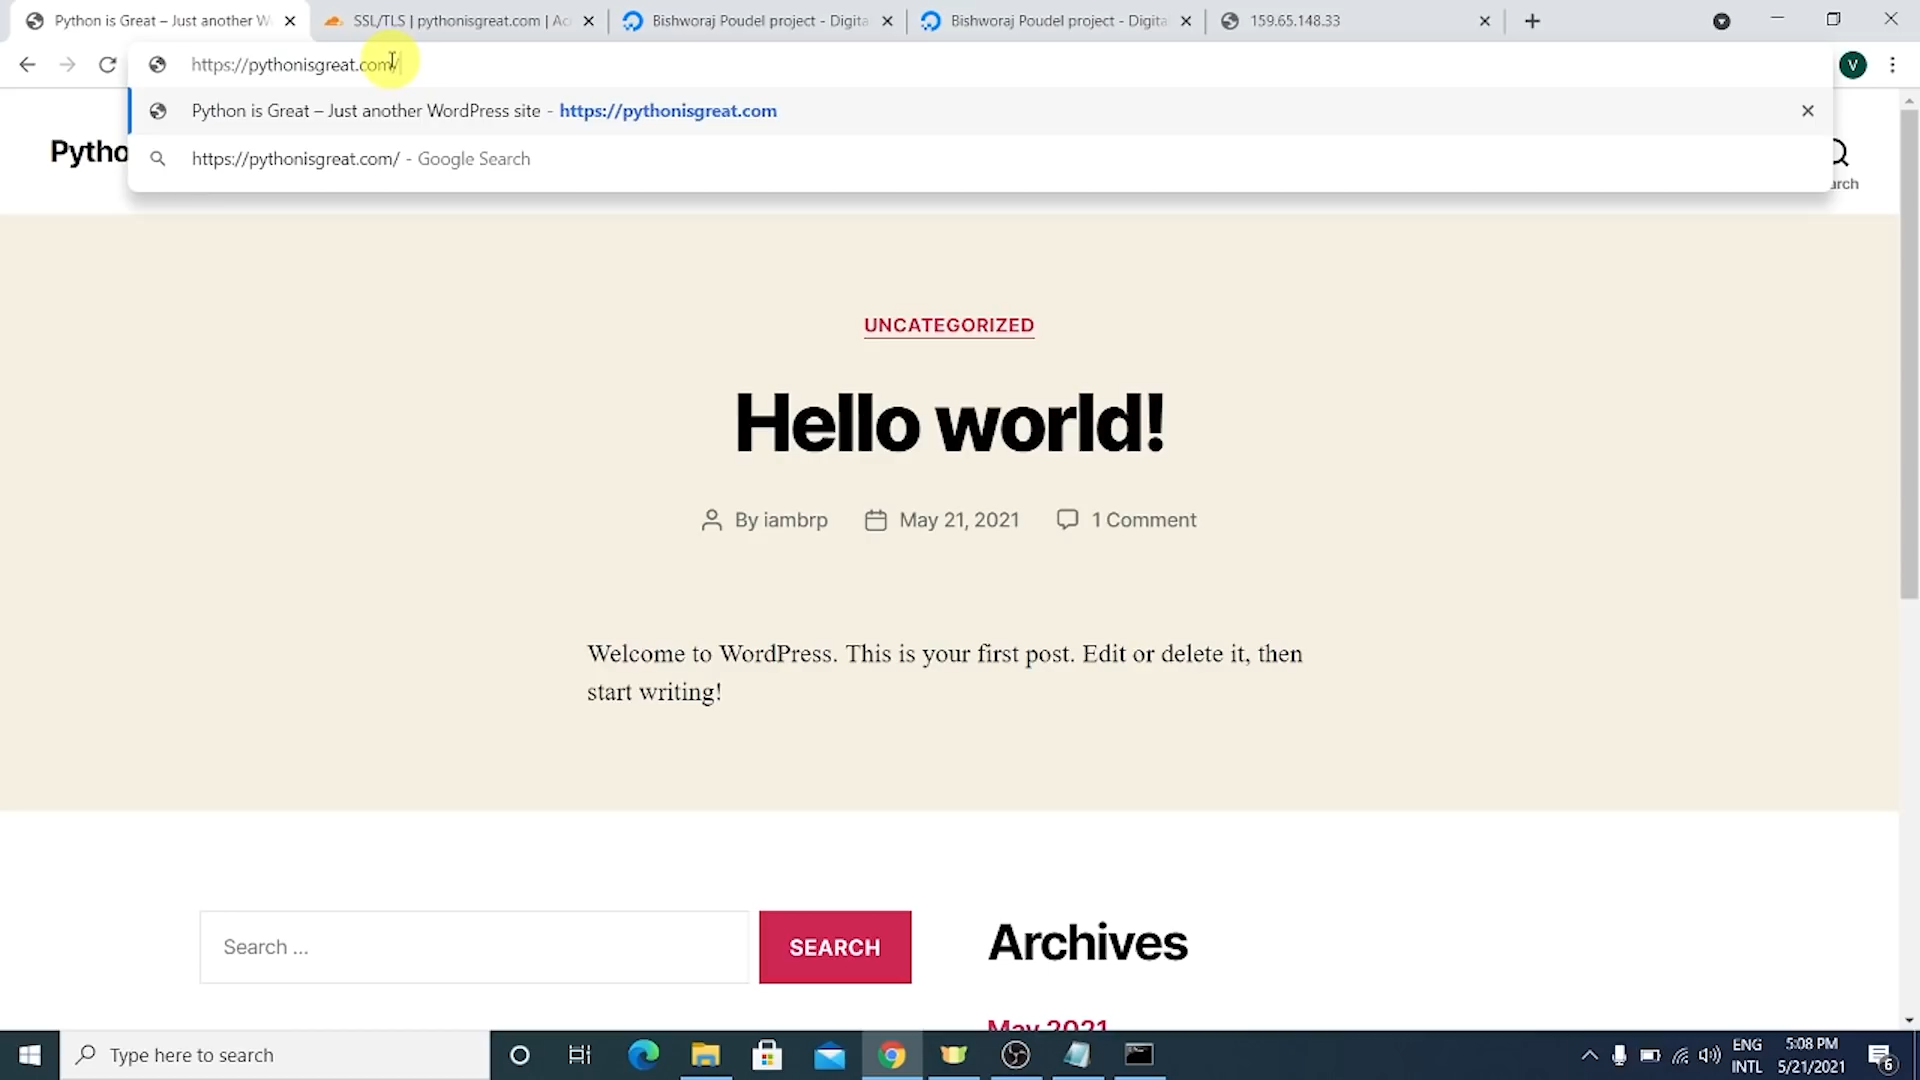 Python is Great – Just another W
SSL/TLS | pythonisgreat.com | Ac
Bishworaj Poudel project - Digita
Bishworaj Poudel project - Digita
159.65.148.33
https://pythonisgreat.com/
V
Python is Great – Just another WordPress site - https://pythonisgreat.com
https://pythonisgreat.com/ - Google Search
Pytho
arch
UNCATEGORIZED
Hello world!
By iambrp
May 21, 2021
1 Comment
Welcome to WordPress. This is your first post. Edit or delete it, then
start writing!
Search ...
SEARCH
Archives
May 2021
Type here to search
ENG
INTL
5:08 PM
5/21/2021
6